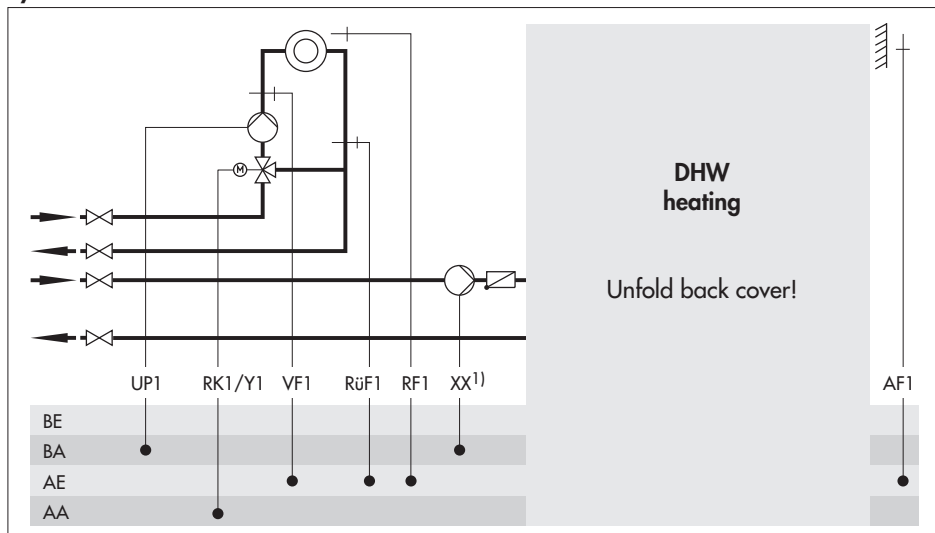 M
DHW
heating
Unfold back cover!
UP1 RK1/Y1 VF1 RüF1 RF1 XX1) AF1
BE
BA
AE
AA